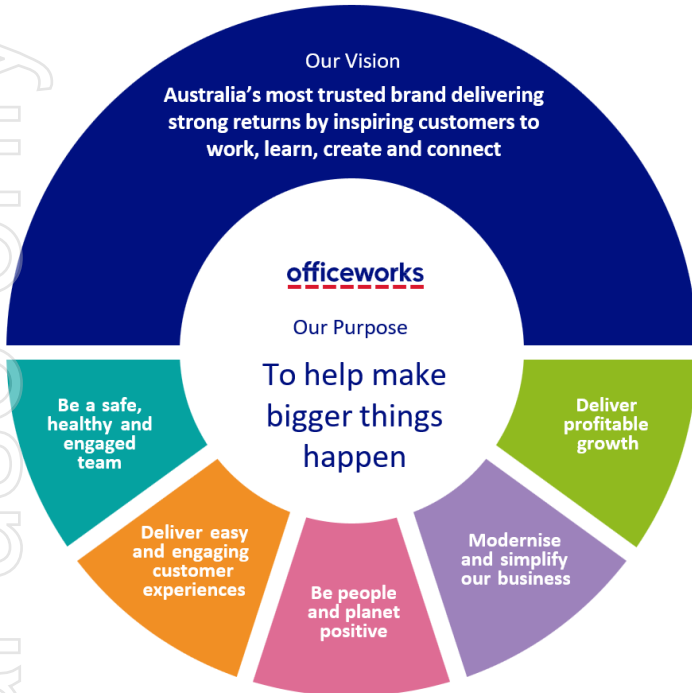 Our Vision
Australia's most trusted brand delivering
strong returns by inspiring customers to
work, learn, create and connect
officeworks
Our Purpose
To help make
bigger things
happen
Be a safe,
healthy and
engaged
team
Deliver easy
and engaging
customer
experiences
Be people
and planet
positive
Modernise
and simplify
our business
Deliver
profitable
growth